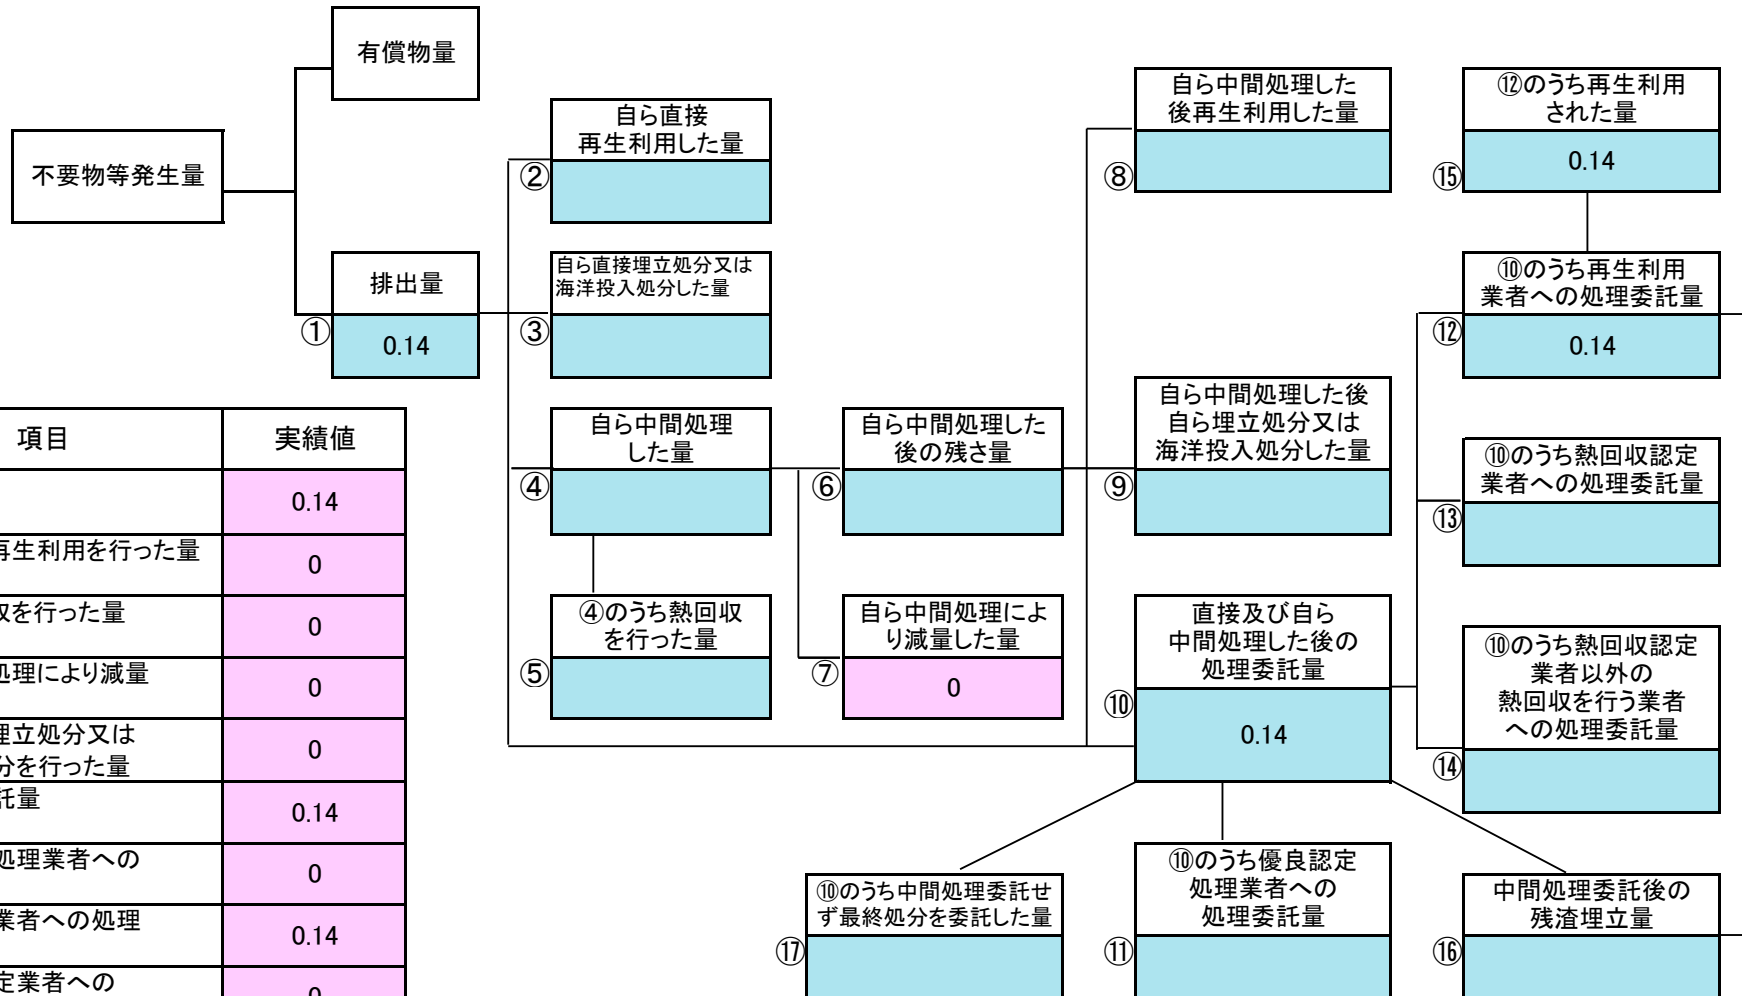 有償物量
不要物等発生量
排出量
①
0.14
自ら直接
再生利用した量
②
自ら直接埋立処分又は
海洋投入処分した量
③
自ら中間処理
した量
④
④のうち熱回収
を行った量
⑤
自ら中間処理した
後の残さ量
⑥
自ら中間処理によ
り減量した量
⑦
0
自ら中間処理した
後再生利用した量
⑧
自ら中間処理した後
自ら埋立処分又は
海洋投入処分した量
⑨
直接及び自ら
中間処理した後の
処理委託量
⑩
0.14
⑫のうち再生利用
された量
⑮
0.14
⑩のうち再生利用
業者への処理委託量
⑫
0.14
⑩のうち熱回収認定
業者への処理委託量
⑬
⑩のうち熱回収認定
業者以外の
熱回収を行う業者
への処理委託量
⑭
⑩のうち中間処理委託せ
ず最終処分を委託した量
⑰
⑩のうち優良認定
処理業者への
処理委託量
⑪
中間処理委託後の
残渣埋立量
⑯
項目 実績値
0.14
再生利用を行った量
0
収を行った量
0
処理により減量
0
埋立処分又は
分を行った量
0
託量
0.14
処理業者への
0
業者への処理
0.14
定業者への
0